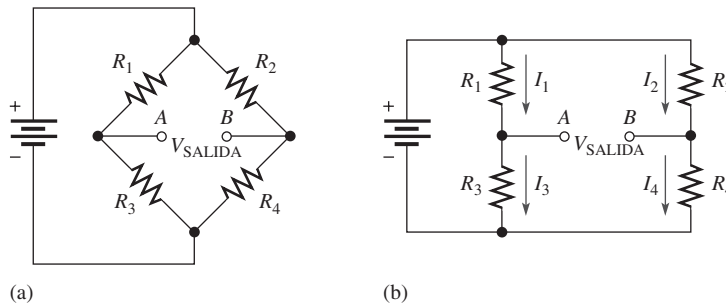 R1
R2
A
B
VSALIDA
R3
R4
+
−
(a)
R1
I1
I2
R
A
B
VSALIDA
R3
I3
I4
R
+
−
(b)